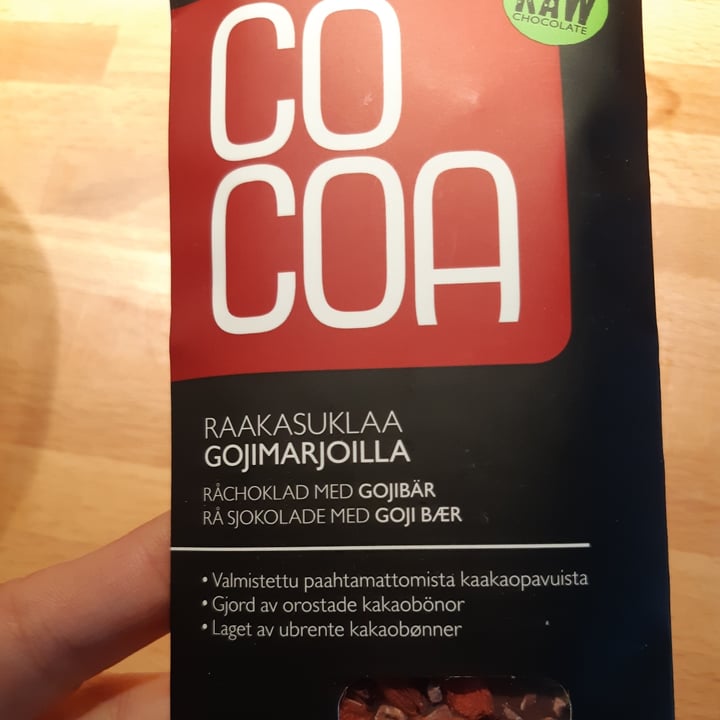 RAW
CHOCOLATE
CO
COA
RAAKASUKLAA
GOJIMARJOILLA
RÅCHOKLAD MED GOJIBÄR
RÅ SJOKOLADE MED GOJI BÆR
• Valmistettu paahtamattomista kaakaopavuista
• Gjord av orostade kakaobönor
• Laget av ubrente kakaobønner